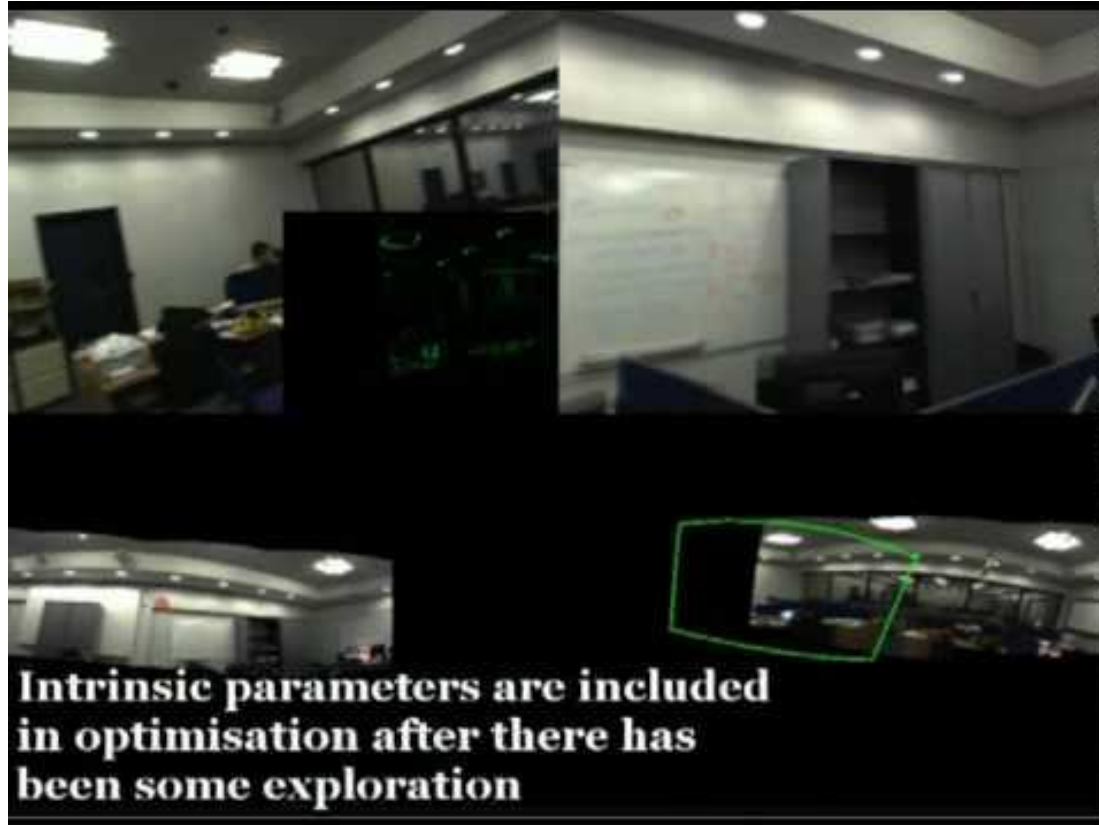 Intrinsic parameters are included
in optimisation after there has
been some exploration